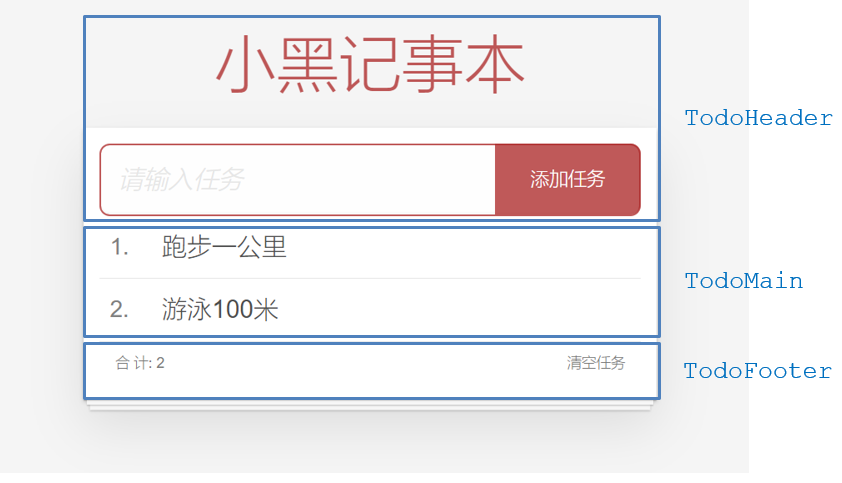 小黑记事本
TodoHeader
请输入任务
添加任务
1. 跑步一公里
TodoMain
2. 游泳100米
合 计: 2
清空任务
TodoFooter